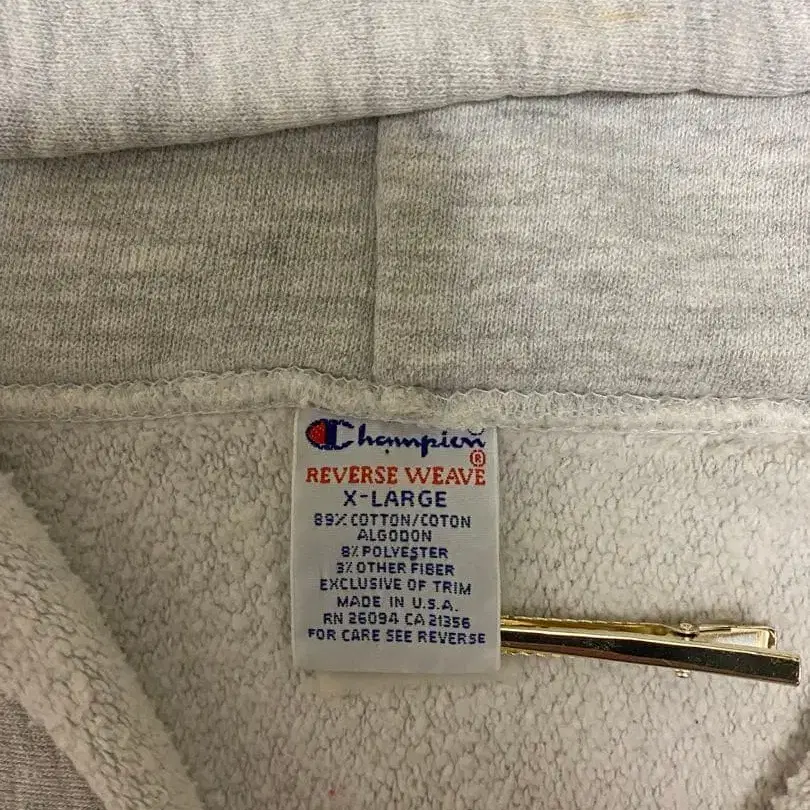 Champion
®
REVERSE WEAVE
X-LARGE
89% COTTON/COTON
ALGODON
8% POLYESTER
3% OTHER FIBER
EXCLUSIVE OF TRIM
MADE IN U.S.A.
RN 26094 CA 21356
FOR CARE SEE REVERSE